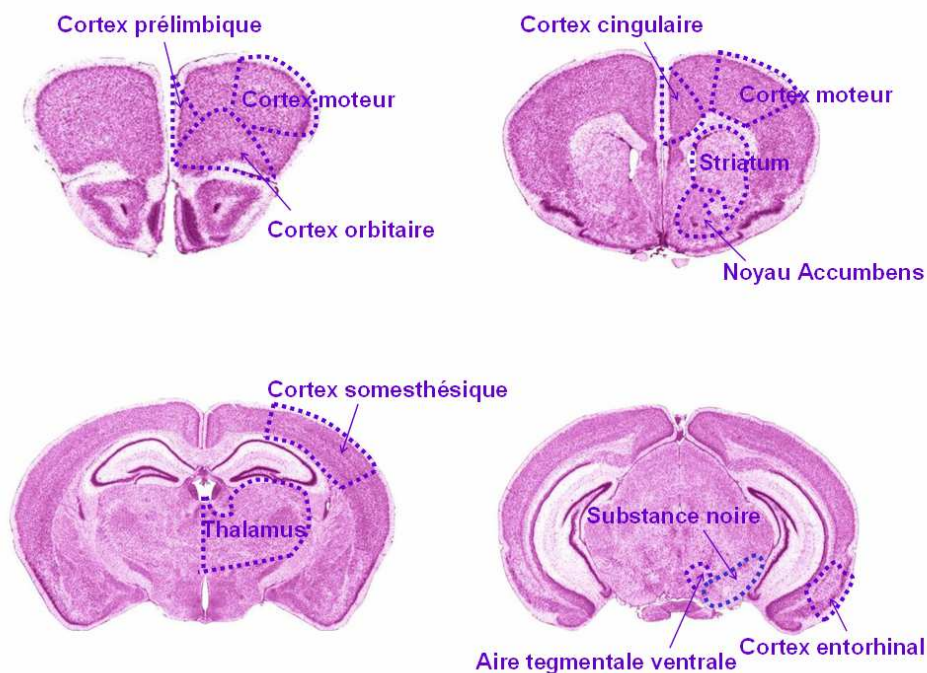 Cortex prélimbique
Cortex moteur
Cortex orbitaire
Cortex cingulaire
Cortex moteur
Striatum
Noyau Accumbens
Cortex somesthésique
Thalamus
Substance noire
Aire tegmentale ventrale
Cortex entorhinal